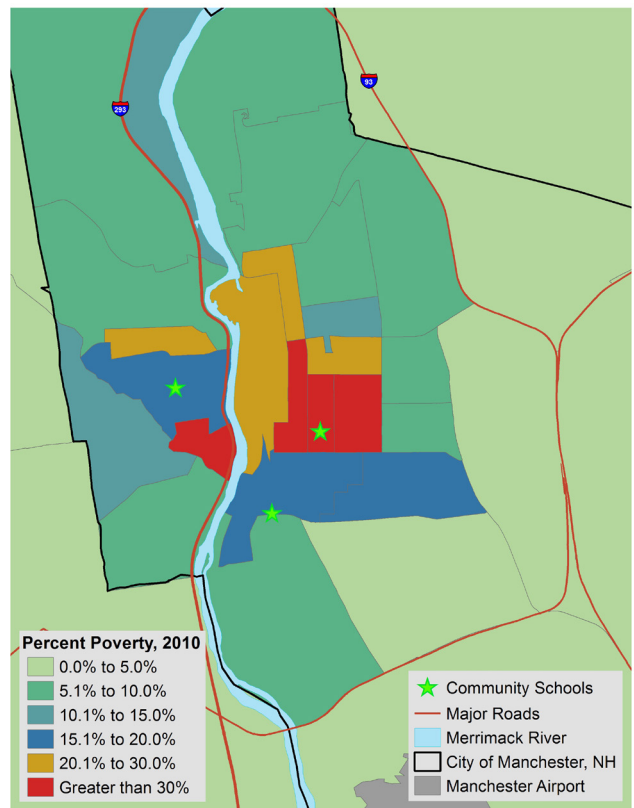 93
293
Percent Poverty, 2010
0.0% to 5.0%
5.1% to 10.0%
10.1% to 15.0%
15.1% to 20.0%
20.1% to 30.0%
Greater than 30%
Community Schools
Major Roads
Merrimack River
City of Manchester, NH
Manchester Airport